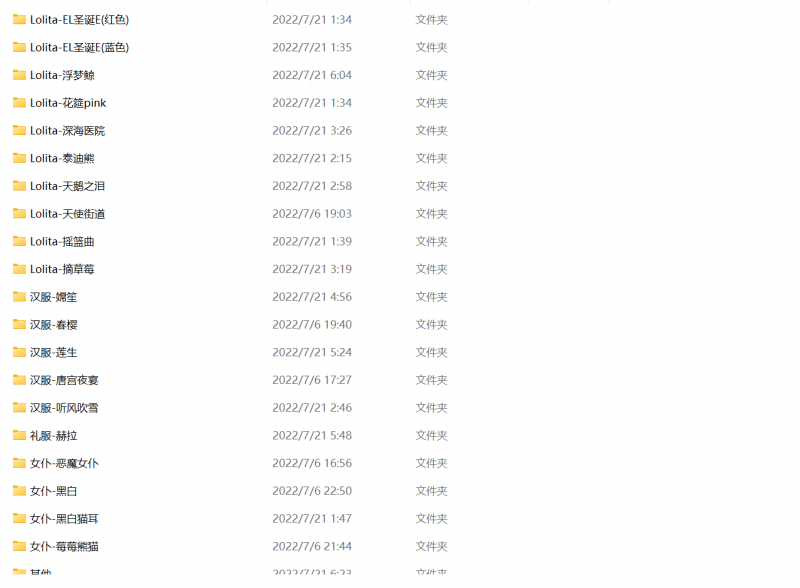 Lolita-EL圣诞E(红色) 2022/7/21 1:34 文件夹
Lolita-EL圣诞E(蓝色) 2022/7/21 1:35 文件夹
Lolita-浮梦鲸 2022/7/21 6:04 文件夹
Lolita-花筵pink 2022/7/21 1:34 文件夹
Lolita-深海医院 2022/7/21 3:26 文件夹
Lolita-泰迪熊 2022/7/21 2:15 文件夹
Lolita-天鹅之泪 2022/7/21 2:58 文件夹
Lolita-天使街道 2022/7/6 19:03 文件夹
Lolita-摇篮曲 2022/7/21 1:39 文件夹
Lolita-摘草莓 2022/7/21 3:19 文件夹
汉服-嫦笙 2022/7/21 4:56 文件夹
汉服-春樱 2022/7/6 19:40 文件夹
汉服-莲生 2022/7/21 5:24 文件夹
汉服-唐宫夜宴 2022/7/6 17:27 文件夹
汉服-听风吹雪 2022/7/21 2:46 文件夹
礼服-赫拉 2022/7/21 5:48 文件夹
女仆-恶魔女仆 2022/7/6 16:56 文件夹
女仆-黑白 2022/7/6 22:50 文件夹
女仆-黑白猫耳 2022/7/21 1:47 文件夹
女仆-莓莓熊猫 2022/7/6 21:44 文件夹
其他 2022/7/21 6:23 文件夹